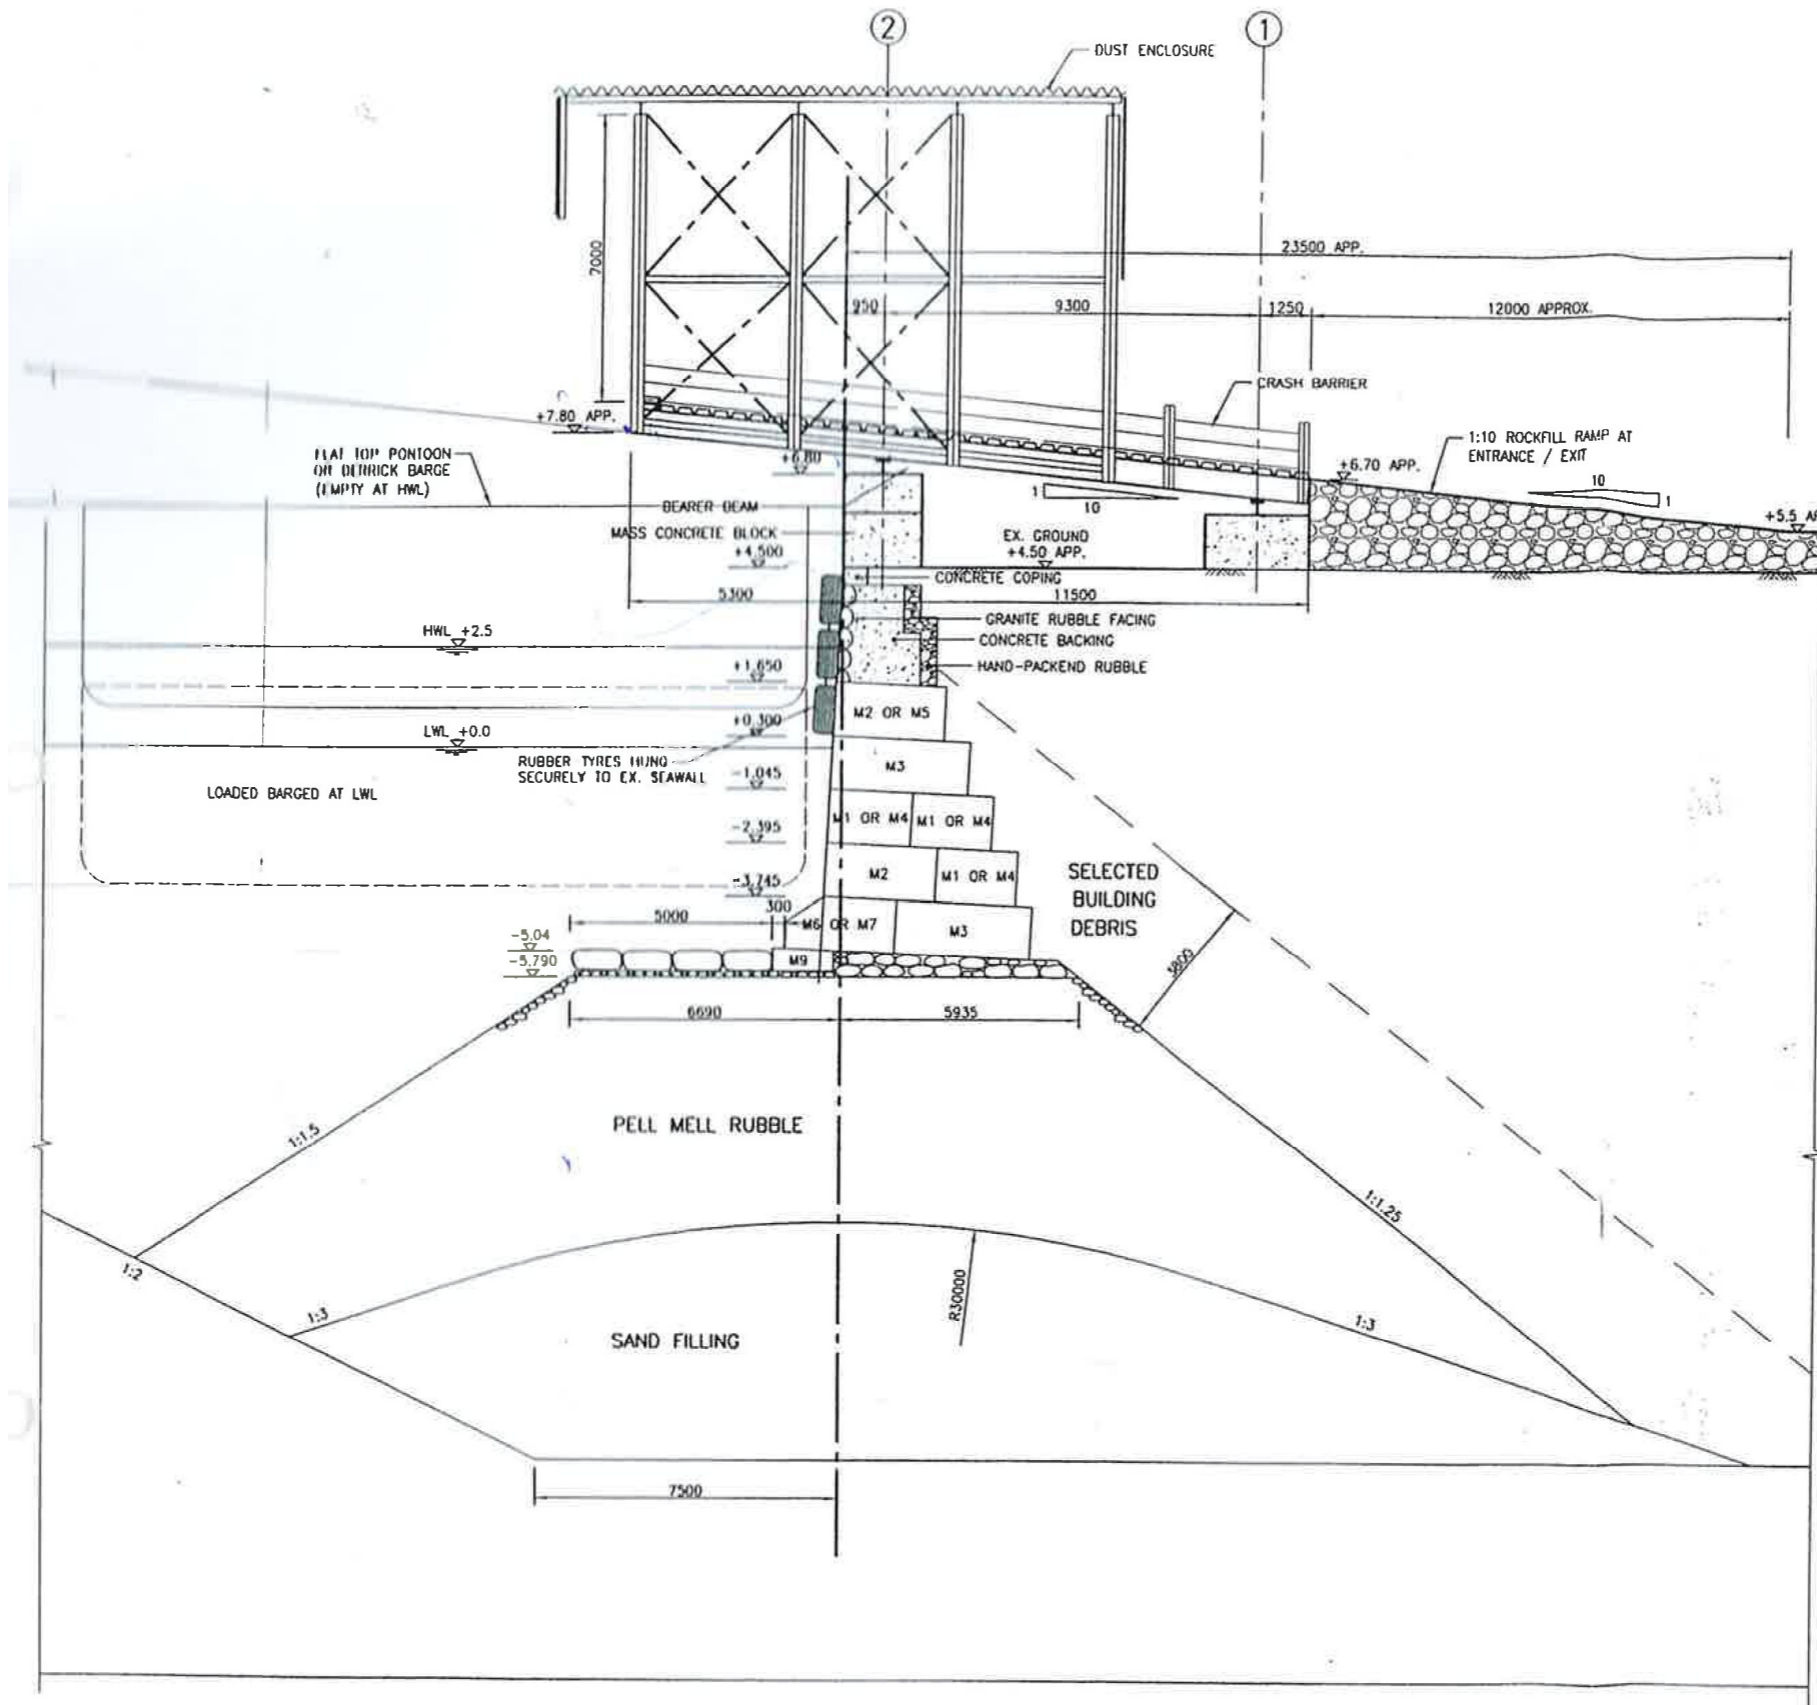 2
1
DUST ENCLOSURE
7000
23500 APP.
950
9300
1250
12000 APPROX.
CRASH BARRIER
+7.80 APP.
1:10 ROCKFILL RAMP AT
ENTRANCE / EXIT
FLAT TOP PONTOON
OR DERRICK BARGE
(EMPTY AT HWL)
+6.80
+6.70 APP.
10
1
1
10
BEARER BEAM
MASS CONCRETE BLOCK
EX. GROUND
+4.50 APP.
+4.500
CONCRETE COPING
5300
11500
GRANITE RUBBLE FACING
CONCRETE BACKING
HAND-PACKEND RUBBLE
HWL +2.5
+1.650
M2 OR M5
+0.300
LWL +0.0
RUBBER TYRES HUNG
SECURELY TO EX. SEAWALL
M3
-1.045
LOADED BARGED AT LWL
M1 OR M4
M1 OR M4
-2.395
M2
M1 OR M4
-3.745
SELECTED
BUILDING
DEBRIS
300
5000
M6 OR M7
M3
-5.04
-5.790
M9
6690
5935
PELL MELL RUBBLE
1:1.5
1:1.25
1:2
1:3
R30000
1:3
SAND FILLING
7500